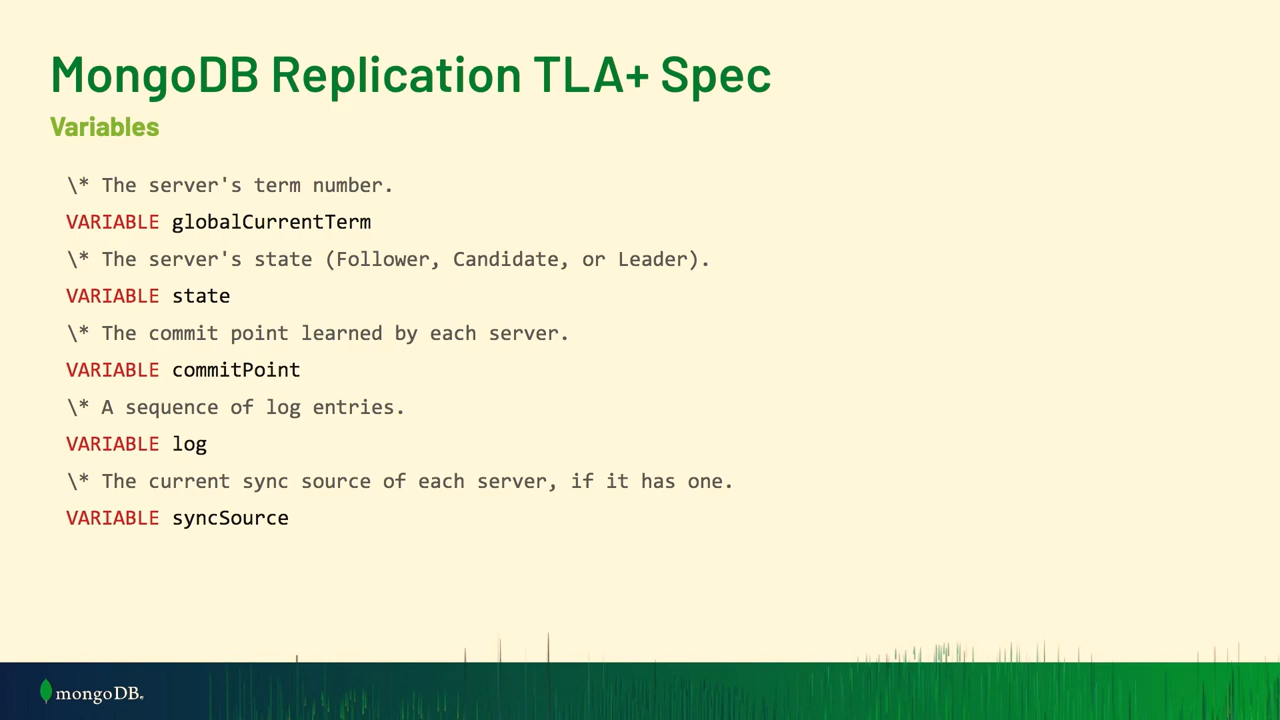 MongoDB Replication TLA+ Spec
Variables
\* The server's term number.
VARIABLE globalCurrentTerm
\* The server's state (Follower, Candidate, or Leader).
VARIABLE state
\* The commit point learned by each server.
VARIABLE commitPoint
\* A sequence of log entries.
VARIABLE log
\* The current sync source of each server, if it has one.
VARIABLE syncSource
mongoDB®